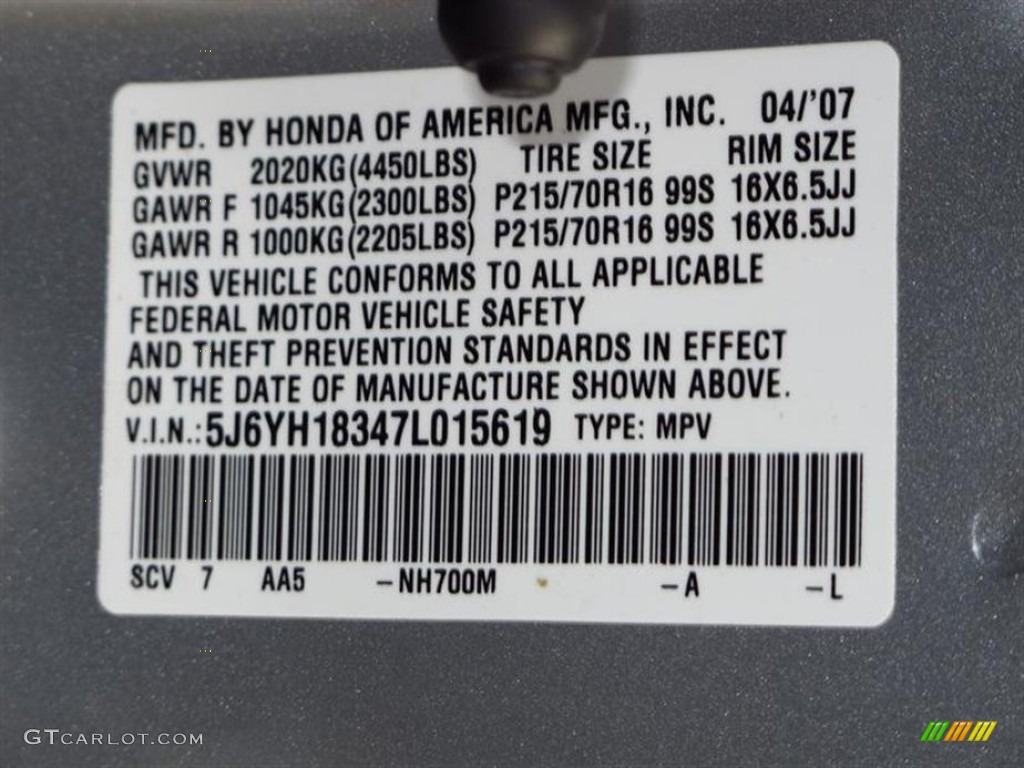 MFD. BY HONDA OF AMERICA MFG., INC. 04/'07
GVWR 2020KG(4450LBS) TIRE SIZE RIM SIZE
GAWR F 1045KG(2300LBS) P215/70R16 99S 16X6.5JJ
GAWR R 1000KG(2205LBS) P215/70R16 99S 16X6.5JJ
THIS VEHICLE CONFORMS TO ALL APPLICABLE
FEDERAL MOTOR VEHICLE SAFETY
AND THEFT PREVENTION STANDARDS IN EFFECT
ON THE DATE OF MANUFACTURE SHOWN ABOVE.
V.I.N.:5J6YH18347L015619 TYPE: MPV
SCV 7 AA5 -NH700M -A -L
GTCARLOT.COM